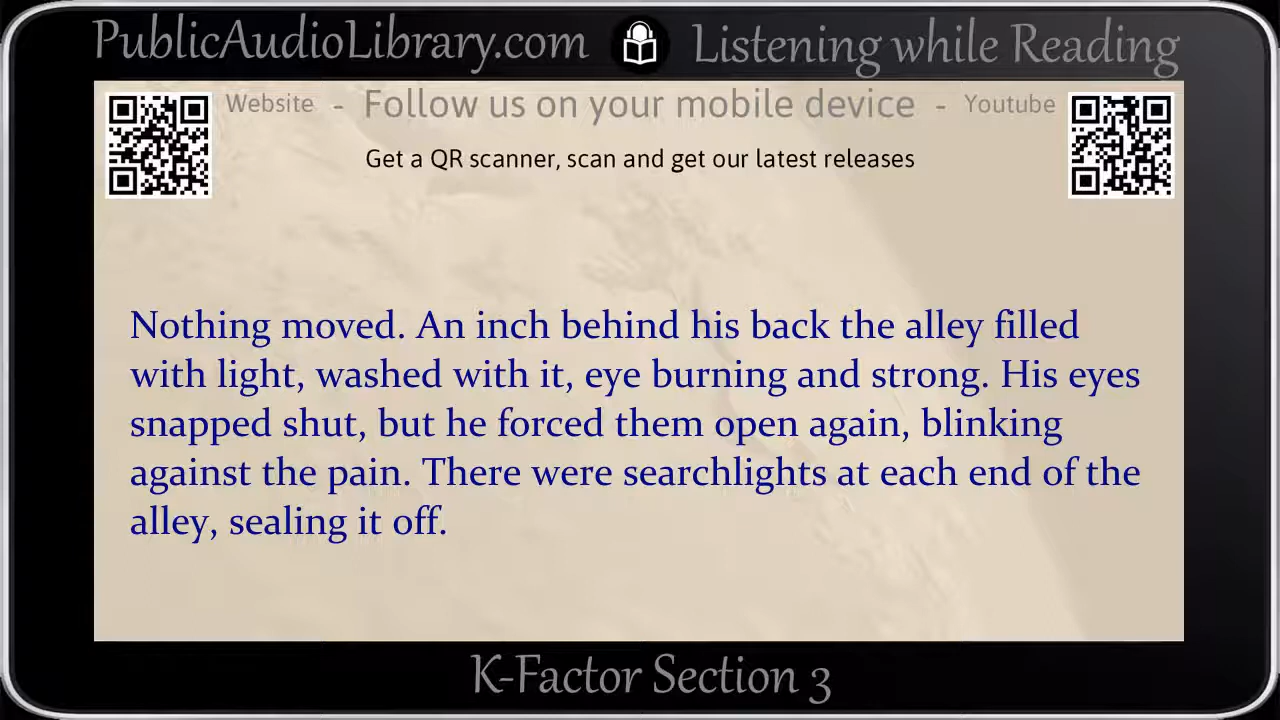 PublicAudioLibrary.com Listening while Reading
Website - Follow us on your mobile device - Youtube
Get a QR scanner, scan and get our latest releases
Nothing moved. An inch behind his back the alley filled
with light, washed with it, eye burning and strong. His eyes
snapped shut, but he forced them open again, blinking
against the pain. There were searchlights at each end of the
alley, sealing it off.
K-Factor Section 3